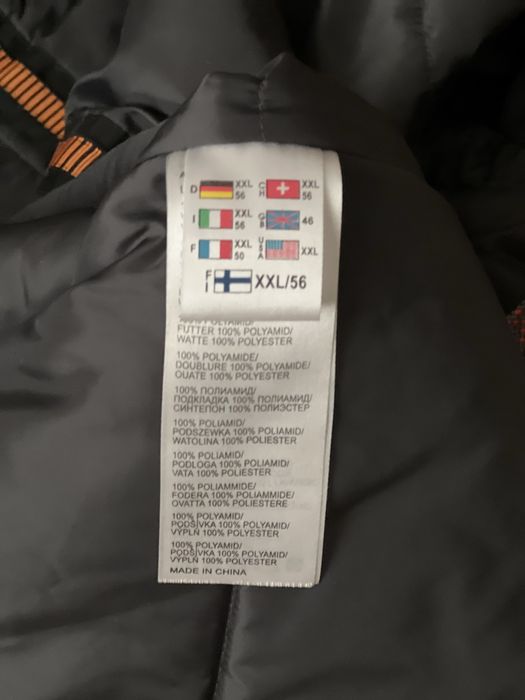 D XXL 56 CH XXL 56
I XXL 56 GB 46
F XXL 50 USA XXL
FI XXL/56
FUTTER 100% POLYAMID/
WATTE 100% POLYESTER
100% POLYAMIDE/
DOUBLURE 100% POLYAMIDE/
OUATE 100% POLYESTER
100% ПОЛИАМИД/
ПОДКЛАДКА 100% ПОЛИАМИД/
СИНТЕПОН 100% ПОЛИЭСТЕР
100% POLIAMID/
PODSZEWKA 100% POLIAMID/
WATOLINA 100% POLIESTER
100% POLIAMID/
PODLOGA 100% POLIAMID/
VATA 100% POLIESTER
100% POLIAMMIDE/
FODERA 100% POLIAMMIDE/
OVATTA 100% POLIESTERE
100% POLYAMID/
PODŠÍVKA 100% POLYAMID/
VÝPLŇ 100% POLYESTER
100% POLYAMID/
PODŠÍVKA 100% POLYAMID/
VÝPLŇ 100% POLYESTER
MADE IN CHINA